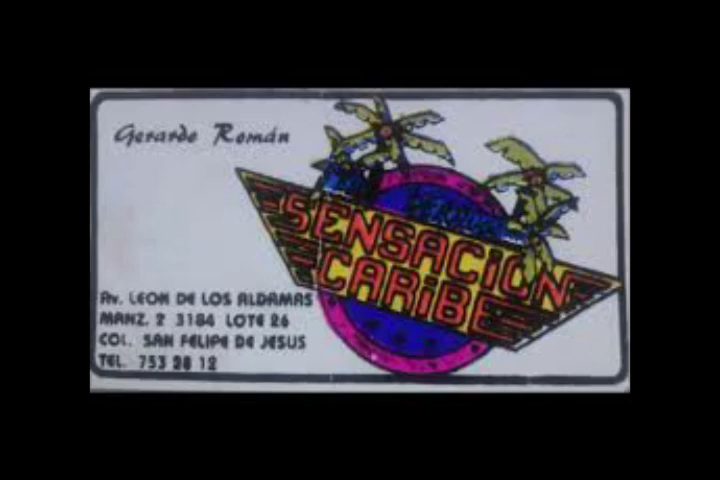 Gerardo Román
SENSACIÓN
CARIBE
Av. LEON DE LOS ALDAMAS
MANZ. 2 3184 LOTE 26
COL. SAN FELIPE DE JESUS
TEL. 753 28 12